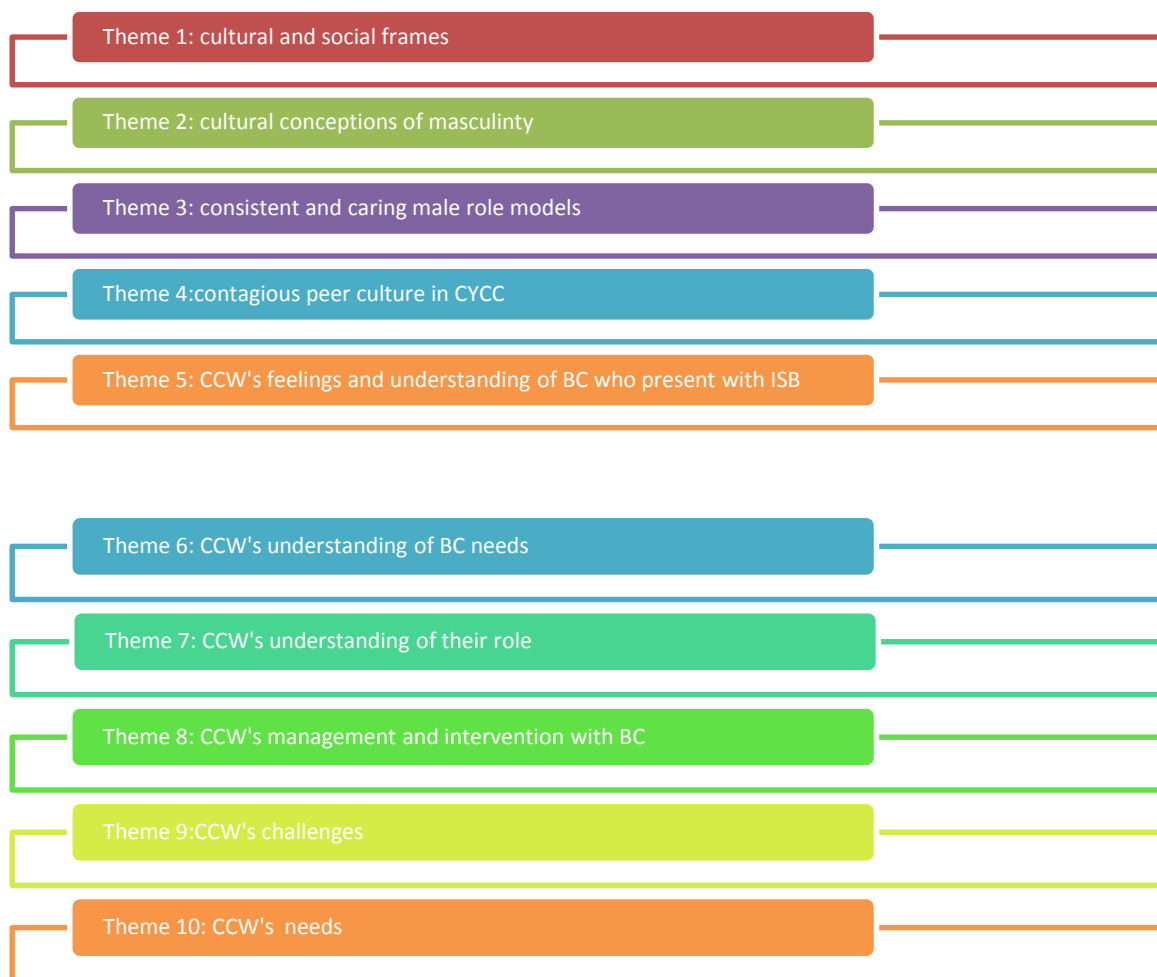 Theme 1: cultural and social frames
Theme 2: cultural conceptions of masculinty
Theme 3: consistent and caring male role models
Theme 4:contagious peer culture in CYCC
Theme 5: CCW's feelings and understanding of BC who present with ISB
Theme 6: CCW's understanding of BC needs
Theme 7: CCW's understanding of their role
Theme 8: CCW's management and intervention with BC
Theme 9:CCW's challenges
Theme 10: CCW's  needs